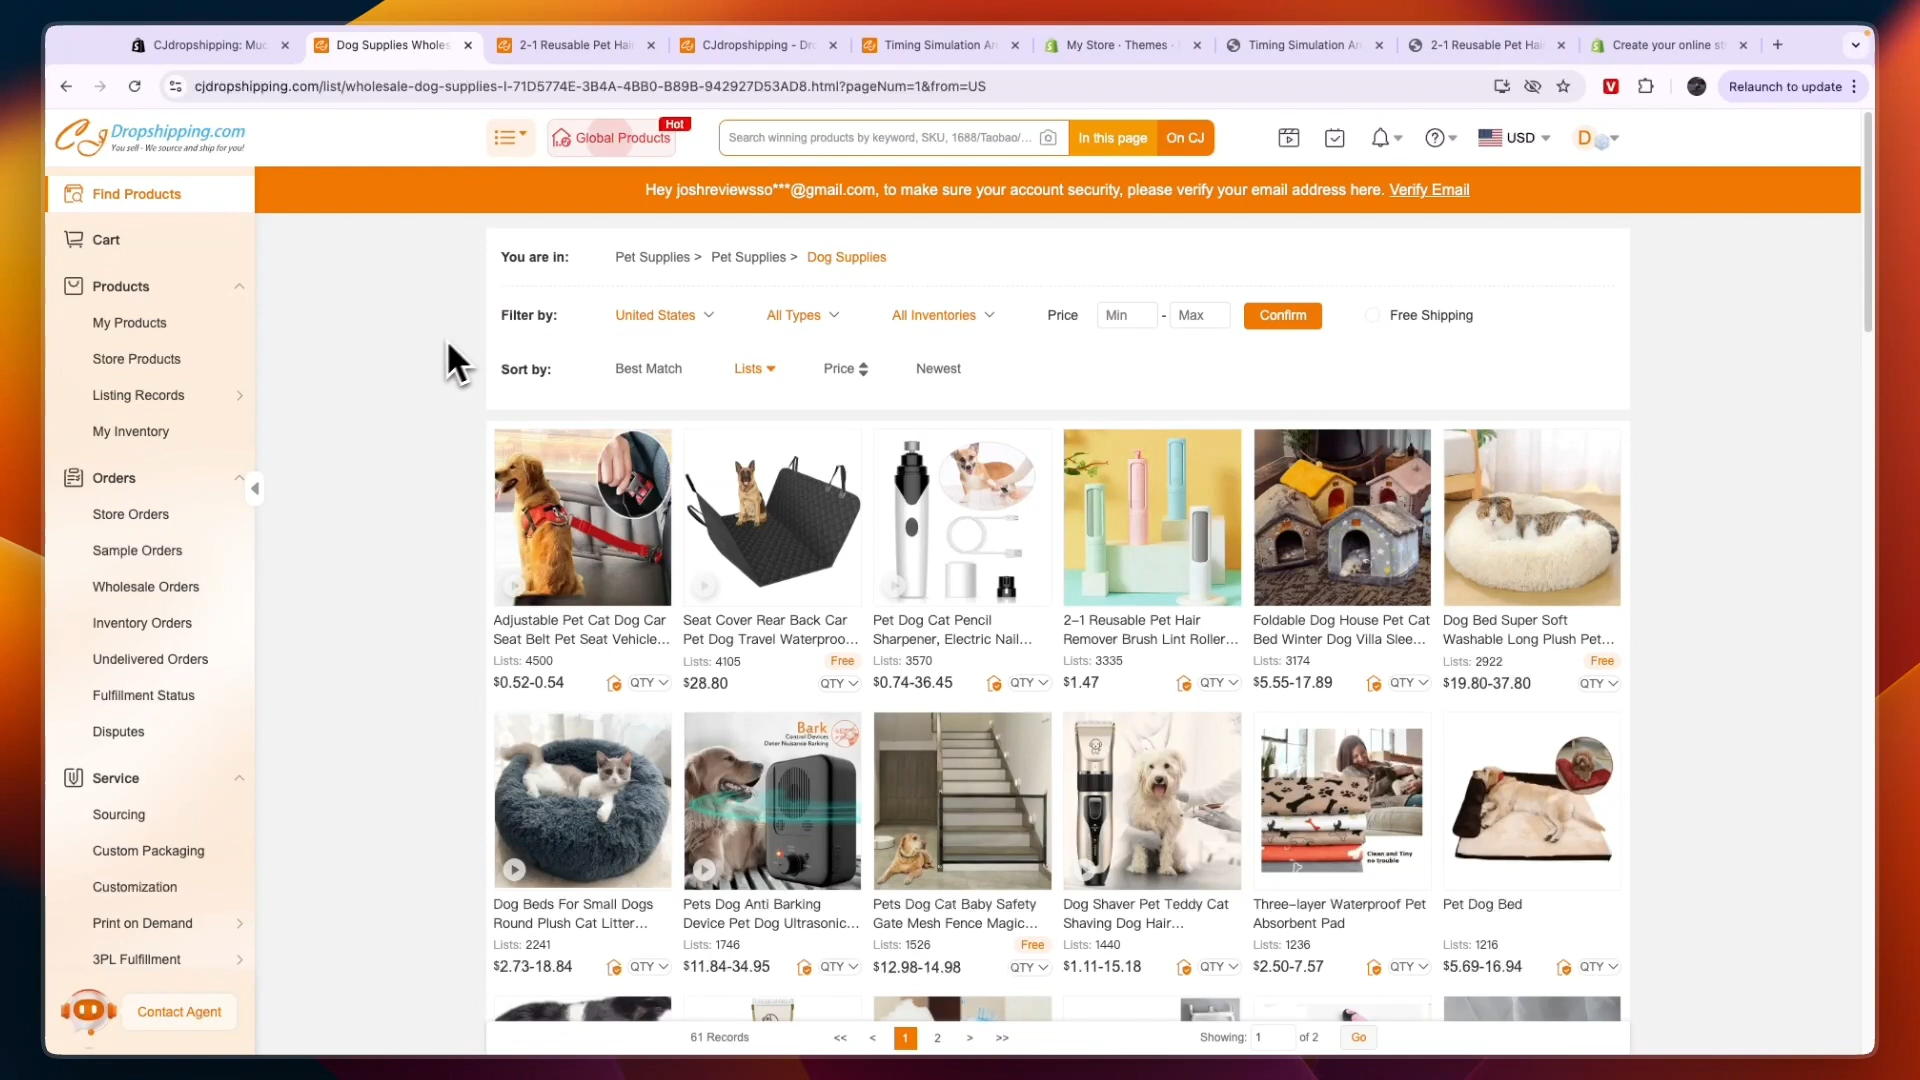 CJdropshipping: Muc
Dog Supplies Wholes
2-1 Reusable Pet Hair
CJdropshipping - Dr
Timing Simulation An
My Store · Themes ·
Timing Simulation An
2-1 Reusable Pet Hair
Create your online st
cjdropshipping.com/list/wholesale-dog-supplies-l-71D5774E-3B4A-4BB0-B89B-942927D53AD8.html?pageNum=1&from=US
Relaunch to update
CJ Dropshipping.com
You sell - We source and ship for you!
Global Products
Hot
Search winning products by keyword, SKU, 1688/Taobao/...
In this page
On CJ
USD
D
Hey joshreviewsso***@gmail.com, to make sure your account security, please verify your email address here. Verify Email
Find Products
Cart
Products
My Products
Store Products
Listing Records
My Inventory
Orders
Store Orders
Sample Orders
Wholesale Orders
Inventory Orders
Undelivered Orders
Fulfillment Status
Disputes
Service
Sourcing
Custom Packaging
Customization
Print on Demand
3PL Fulfillment
Contact Agent
You are in: Pet Supplies > Pet Supplies > Dog Supplies
Filter by: United States All Types All Inventories Price Min - Max Confirm Free Shipping
Sort by: Best Match Lists Price Newest
Adjustable Pet Cat Dog Car
Seat Belt Pet Seat Vehicle...
Lists: 4500
$0.52-0.54 QTY
Seat Cover Rear Back Car
Pet Dog Travel Waterproo...
Lists: 4105 Free
$28.80 QTY
Pet Dog Cat Pencil
Sharpener, Electric Nail...
Lists: 3570
$0.74-36.45 QTY
2-1 Reusable Pet Hair
Remover Brush Lint Roller...
Lists: 3335
$1.47 QTY
Foldable Dog House Pet Cat
Bed Winter Dog Villa Slee...
Lists: 3174
$5.55-17.89 QTY
Dog Bed Super Soft
Washable Long Plush Pet...
Lists: 2922 Free
$19.80-37.80 QTY
Dog Beds For Small Dogs
Round Plush Cat Litter...
Lists: 2241
$2.73-18.84 QTY
Bark
Control Devices
Deter Nuisance Barking
Pets Dog Anti Barking
Device Pet Dog Ultrasonic...
Lists: 1746
$11.84-34.95 QTY
Pets Dog Cat Baby Safety
Gate Mesh Fence Magic...
Lists: 1526 Free
$12.98-14.98 QTY
Dog Shaver Pet Teddy Cat
Shaving Dog Hair...
Lists: 1440
$1.11-15.18 QTY
Clean and Tiny
no trouble
Three-layer Waterproof Pet
Absorbent Pad
Lists: 1236
$2.50-7.57 QTY
Pet Dog Bed
Lists: 1216
$5.69-16.94 QTY
61 Records << < 1 2 > >> Showing: 1 of 2 Go